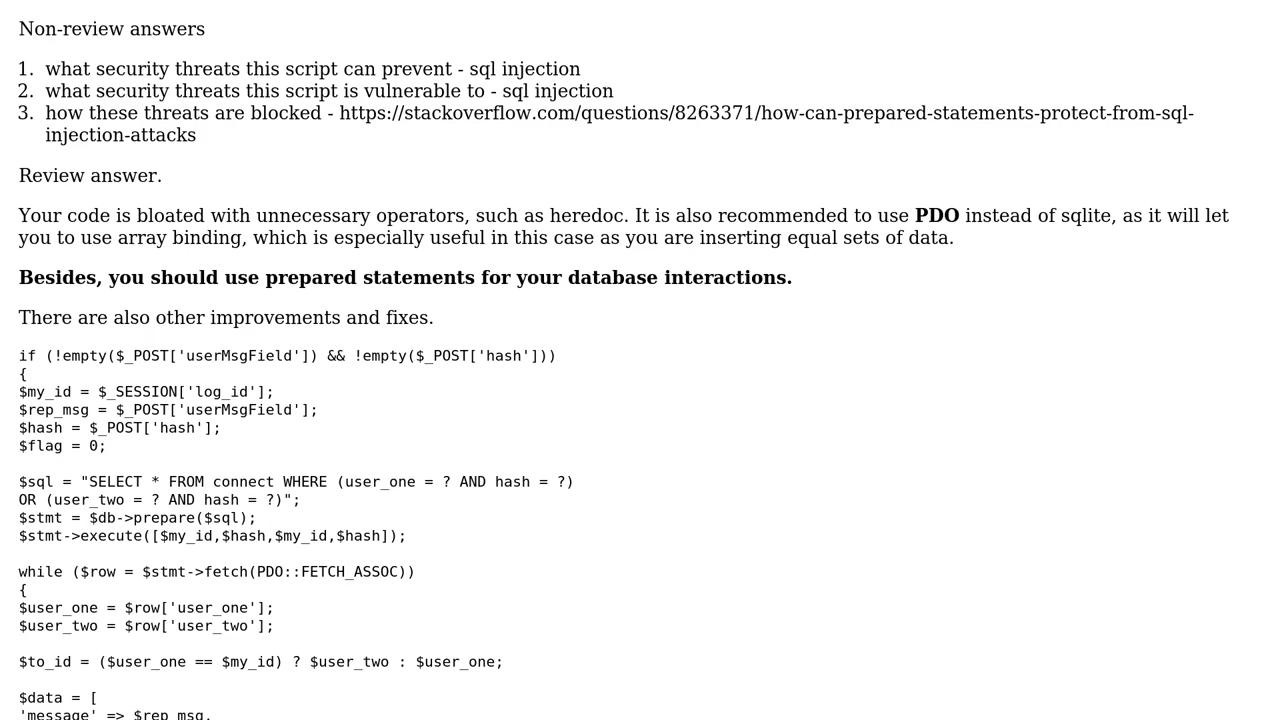 Non-review answers
1. what security threats this script can prevent - sql injection
2. what security threats this script is vulnerable to - sql injection
3. how these threats are blocked - https://stackoverflow.com/questions/8263371/how-can-prepared-statements-protect-from-sql-
injection-attacks
Review answer.
Your code is bloated with unnecessary operators, such as heredoc. It is also recommended to use PDO instead of sqlite, as it will let
you to use array binding, which is especially useful in this case as you are inserting equal sets of data.
Besides, you should use prepared statements for your database interactions.
There are also other improvements and fixes.
if (!empty($_POST['userMsgField']) && !empty($_POST['hash']))
{
$my_id = $_SESSION['log_id'];
$rep_msg = $_POST['userMsgField'];
$hash = $_POST['hash'];
$flag = 0;
$sql = "SELECT * FROM connect WHERE (user_one = ? AND hash = ?)
OR (user_two = ? AND hash = ?)";
$stmt = $db->prepare($sql);
$stmt->execute([$my_id,$hash,$my_id,$hash]);
while ($row = $stmt->fetch(PDO::FETCH_ASSOC))
{
$user_one = $row['user_one'];
$user_two = $row['user_two'];
$to_id = ($user_one == $my_id) ? $user_two : $user_one;
$data = [
'message' => $rep_msg,